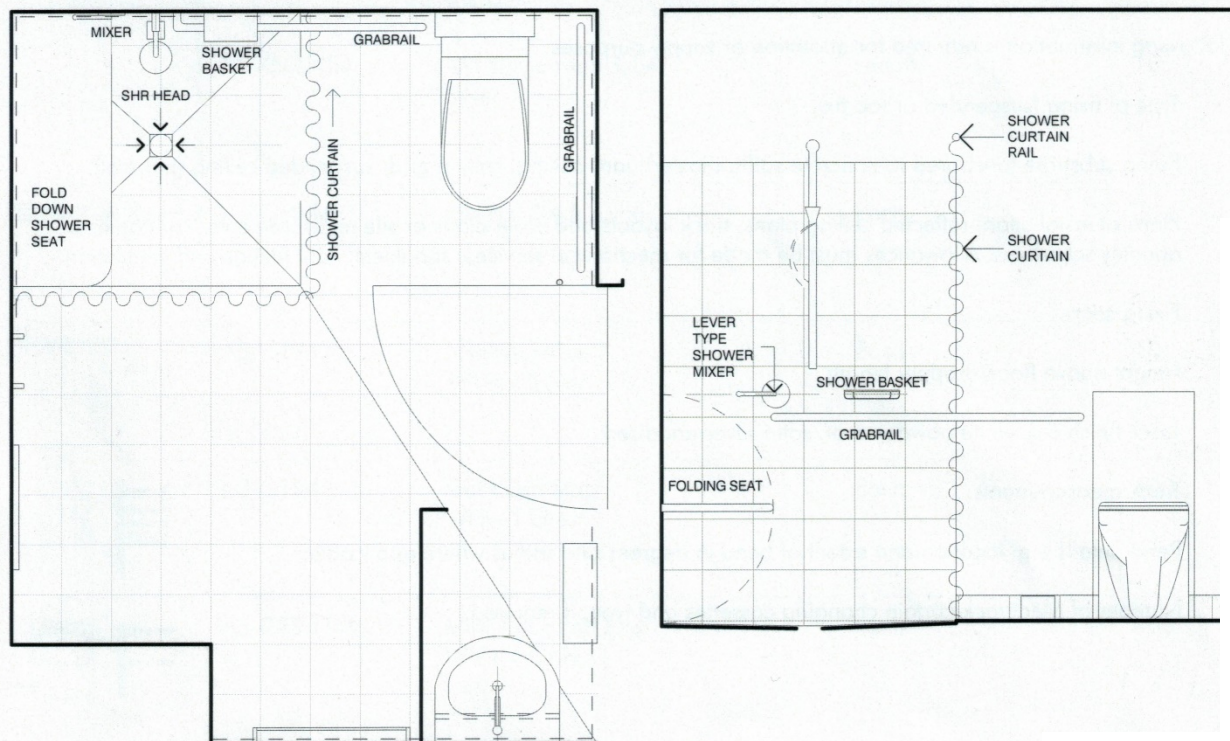 MIXER
SHOWER
BASKET
GRABRAIL
SHR HEAD
GRABRAIL
SHOWER CURTAIN
FOLD
DOWN
SHOWER
SEAT
SHOWER
CURTAIN
RAIL
SHOWER
CURTAIN
LEVER
TYPE
SHOWER
MIXER
SHOWER BASKET
GRABRAIL
FOLDING SEAT